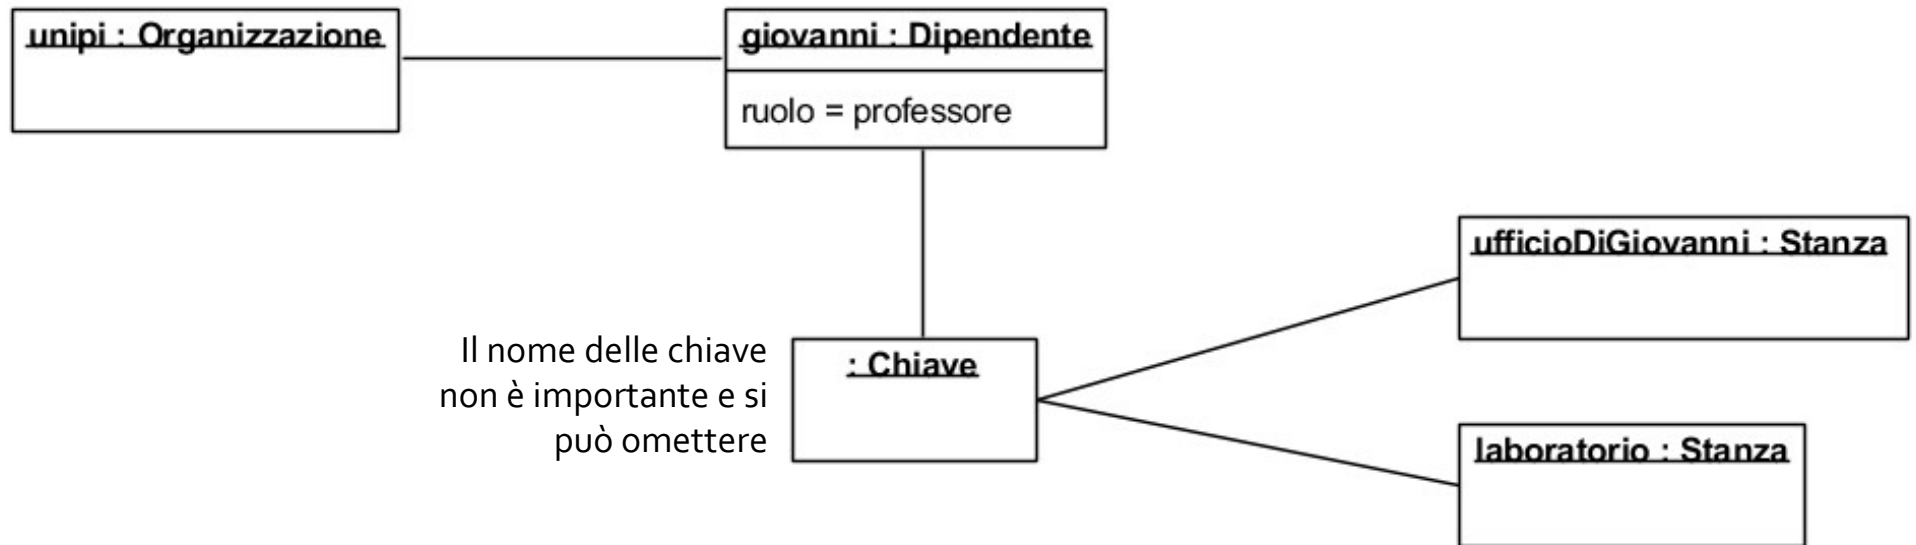 unipi : Organizzazione
giovanni : Dipendente
ruolo = professore
ufficioDiGiovanni : Stanza
Il nome delle chiave
non è importante e si
può omettere
: Chiave
laboratorio : Stanza